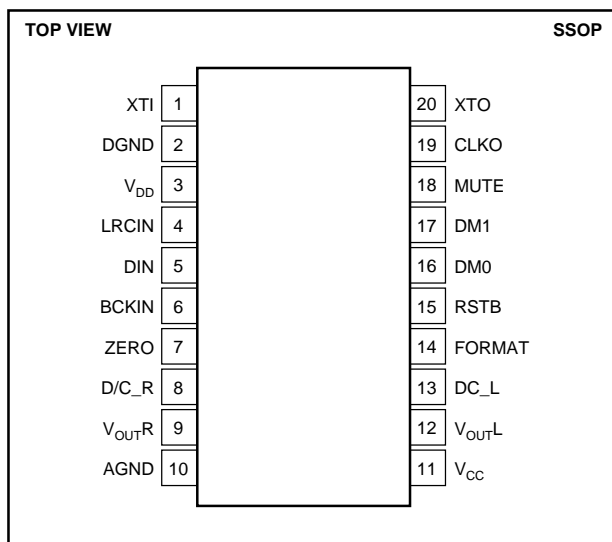 TOP VIEW SSOP
XTI 1 20 XTO
DGND 2 19 CLKO
VDD 3 18 MUTE
LRCIN 4 17 DM1
DIN 5 16 DM0
BCKIN 6 15 RSTB
ZERO 7 14 FORMAT
D/C_R 8 13 DC_L
VOUTR 9 12 VOUTL
AGND 10 11 VCC